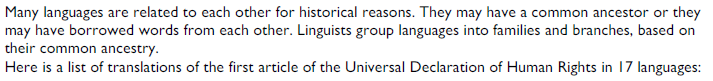 Many languages are related to each other for historical reasons. They may have a common ancestor or they
may have borrowed words from each other. Linguists group languages into families and branches, based on
their common ancestry.
Here is a list of translations of the first article of the Universal Declaration of Human Rights in 17 languages: